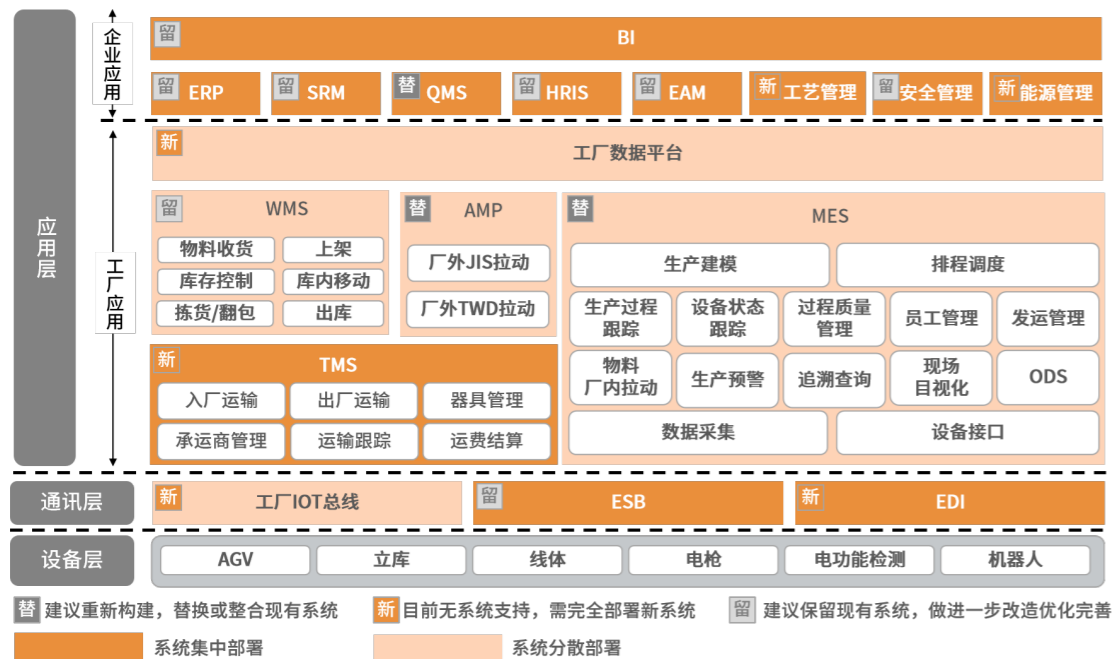 应用层
企业应用
留 BI
留 ERP
留 SRM
替 QMS
留 HRIS
留 EAM
新 工艺管理
留 安全管理
新 能源管理
工厂应用
新 工厂数据平台
留 WMS
物料收货 上架
库存控制 库内移动
拣货/翻包 出库
替 AMP
厂外JIS拉动
厂外TWD拉动
新 TMS
入厂运输 出厂运输 器具管理
承运商管理 运输跟踪 运费结算
替 MES
生产建模 排程调度
生产过程
跟踪
设备状态
跟踪
过程质量
管理
员工管理
发运管理
物料
厂内拉动
生产预警
追溯查询
现场
目视化
ODS
数据采集 设备接口
通讯层
新 工厂IOT总线
留 ESB
新 EDI
设备层
AGV 立库 线体 电枪 电功能检测 机器人
替 建议重新构建，替换或整合现有系统
新 目前无系统支持，需完全部署新系统
留 建议保留现有系统，做进一步改造优化完善
系统集中部署
系统分散部署